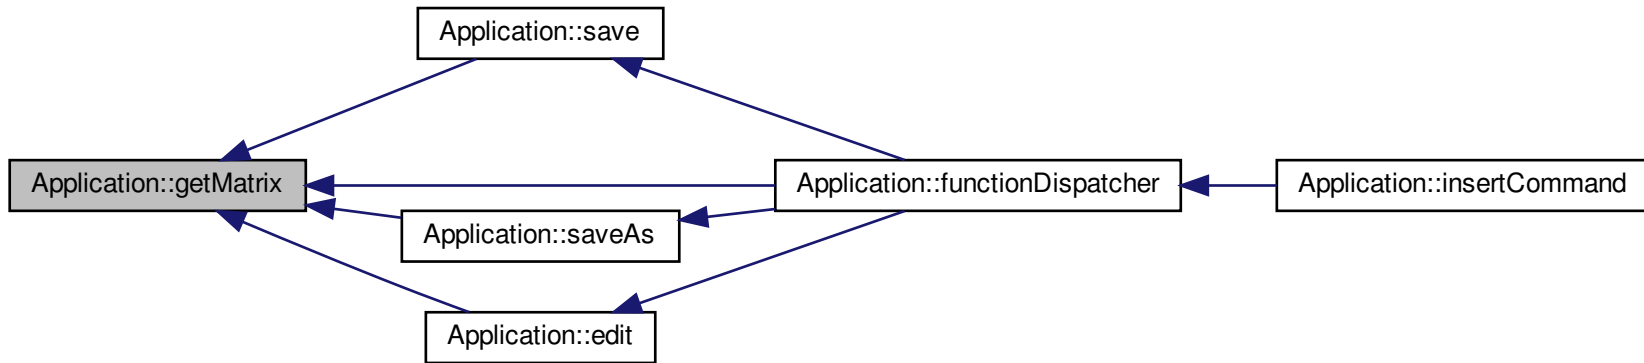 Application::save
Application::getMatrix
Application::functionDispatcher
Application::insertCommand
Application::saveAs
Application::edit